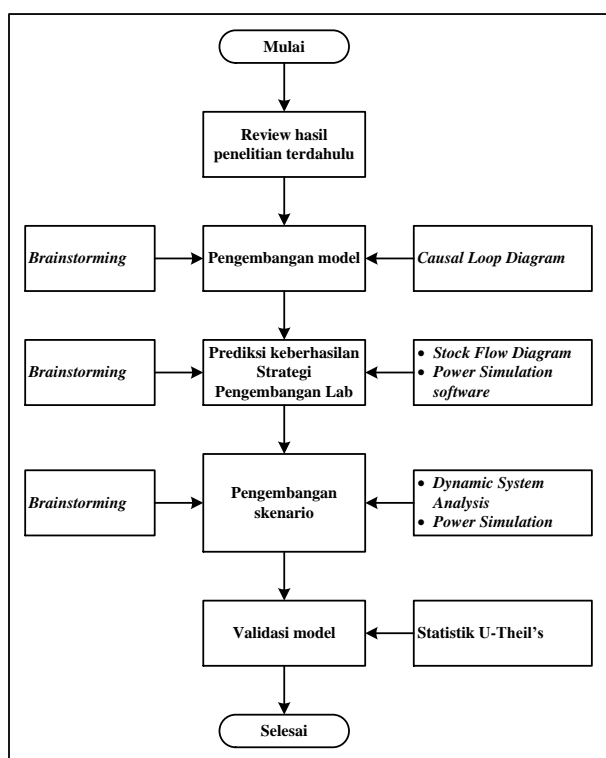 Mulai
Review hasil
penelitian terdahulu
Brainstorming
Pengembangan model
Causal Loop Diagram
Brainstorming
Prediksi keberhasilan
Strategi
Pengembangan Lab
• Stock Flow Diagram
• Power Simulation
software
Brainstorming
Pengembangan
skenario
• Dynamic System
Analysis
• Power Simulation
Validasi model
Statistik U-Theil's
Selesai